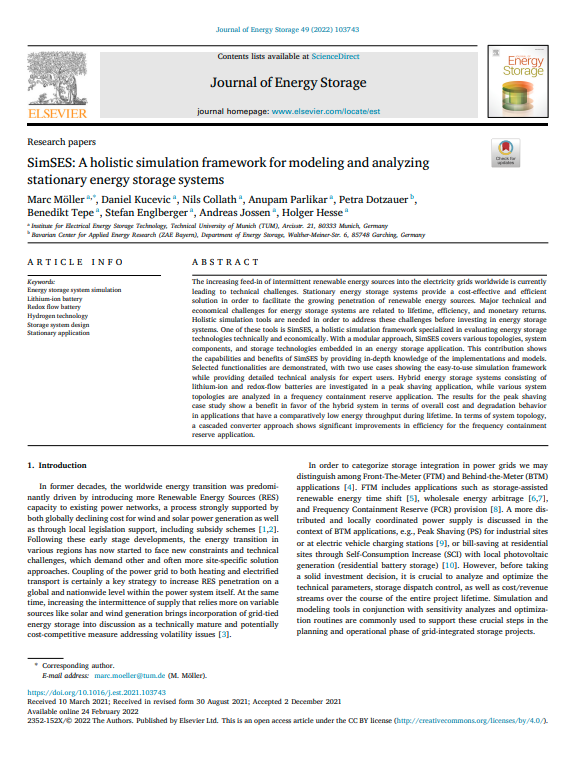 Journal of Energy Storage 49 (2022) 103743
Contents lists available at ScienceDirect
Journal of Energy Storage
journal homepage: www.elsevier.com/locate/est
ELSEVIER
Energy
Storage
Check for
updates
Research papers
SimSES: A holistic simulation framework for modeling and analyzing
stationary energy storage systems
Marc Möller a,*, Daniel Kucevic a, Nils Collath a, Anupam Parlikar a, Petra Dotzauer b,
Benedikt Tepe a, Stefan Englberger a, Andreas Jossen a, Holger Hesse a
a Institute for Electrical Energy Storage Technology, Technical University of Munich (TUM), Arcisstr. 21, 80333 Munich, Germany
b Bavarian Center for Applied Energy Research (ZAE Bayern), Department of Energy Storage, Walther-Meissner-Str. 6, 85748 Garching, Germany
ARTICLE INFO
Keywords:
Energy storage system simulation
Lithium-ion battery
Redox flow battery
Hydrogen technology
Storage system design
Stationary application
ABSTRACT
The increasing feed-in of intermittent renewable energy sources into the electricity grids worldwide is currently
leading to technical challenges. Stationary energy storage systems provide a cost-effective and efficient
solution in order to facilitate the growing penetration of renewable energy sources. Major technical and
economical challenges for energy storage systems are related to lifetime, efficiency, and monetary returns.
Holistic simulation tools are needed in order to address these challenges before investing in energy storage
systems. One of these tools is SimSES, a holistic simulation framework specialized in evaluating energy storage
technologies technically and economically. With a modular approach, SimSES covers various topologies, system
components, and storage technologies embedded in an energy storage application. This contribution shows
the capabilities and benefits of SimSES by providing in-depth knowledge of the implementations and models.
Selected functionalities are demonstrated, with two use cases showing the easy-to-use simulation framework
while providing detailed technical analysis for expert users. Hybrid energy storage systems consisting of
lithium-ion and redox-flow batteries are investigated in a peak shaving application, while various system
topologies are analyzed in a frequency containment reserve application. The results for the peak shaving
case study show a benefit in favor of the hybrid system in terms of overall cost and degradation behavior
in applications that have a comparatively low energy throughput during lifetime. In terms of system topology,
a cascaded converter approach shows significant improvements in efficiency for the frequency containment
reserve application.
1. Introduction
In former decades, the worldwide energy transition was predomi-
nantly driven by introducing more Renewable Energy Sources (RES)
capacity to existing power networks, a process strongly supported by
both globally declining cost for wind and solar power generation as well
as through local legislation support, including subsidy schemes [1,2].
Following these early stage developments, the energy transition in
various regions has now started to face new constraints and technical
challenges, which demand other and often more site-specific solution
approaches. Coupling of the power grid to both heating and electrified
transport is certainly a key strategy to increase RES penetration on a
global and nationwide level within the power system itself. At the same
time, increasing the intermittence of supply that relies more on variable
sources like solar and wind generation brings incorporation of grid-tied
energy storage into discussion as a technically mature and potentially
cost-competitive measure addressing volatility issues [3].
In order to categorize storage integration in power grids we may
distinguish among Front-The-Meter (FTM) and Behind-the-Meter (BTM)
applications [4]. FTM includes applications such as storage-assisted
renewable energy time shift [5], wholesale energy arbitrage [6,7],
and Frequency Containment Reserve (FCR) provision [8]. A more dis-
tributed and locally coordinated power supply is discussed in the
context of BTM applications, e.g., Peak Shaving (PS) for industrial sites
or at electric vehicle charging stations [9], or bill-saving at residential
sites through Self-Consumption Increase (SCI) with local photovoltaic
generation (residential battery storage) [10]. However, before taking
a solid investment decision, it is crucial to analyze and optimize the
technical parameters, storage dispatch control, as well as cost/revenue
streams over the course of the entire project lifetime. Simulation and
modeling tools in conjunction with sensitivity analyzes and optimiza-
tion routines are commonly used to support these crucial steps in the
planning and operational phase of grid-integrated storage projects.
* Corresponding author.
E-mail address: marc.moeller@tum.de (M. Möller).
https://doi.org/10.1016/j.est.2021.103743
Received 10 March 2021; Received in revised form 30 August 2021; Accepted 2 December 2021
Available online 24 February 2022
2352-152X/© 2022 The Authors. Published by Elsevier Ltd. This is an open access article under the CC BY license (http://creativecommons.org/licenses/by/4.0/).